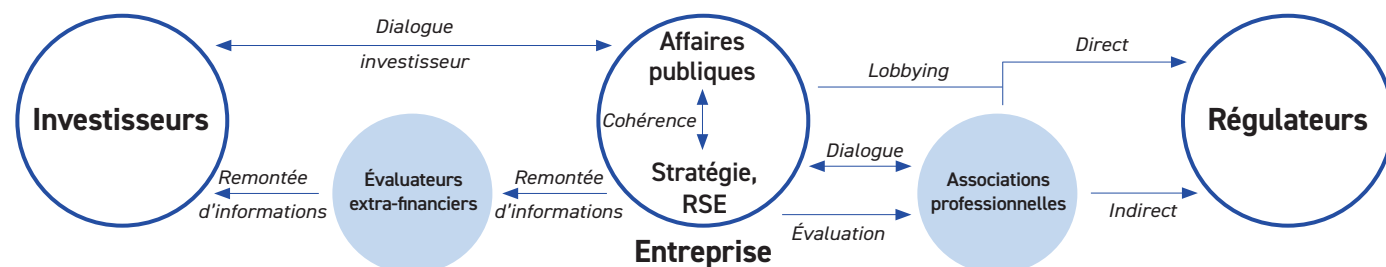 Dialogue
investisseur
Investisseurs
Remontée
d'informations
Évaluateurs
extra-financiers
Remontée
d'informations
Affaires
publiques
Cohérence
Stratégie,
RSE
Entreprise
Lobbying
Direct
Dialogue
Évaluation
Associations
professionnelles
Indirect
Régulateurs